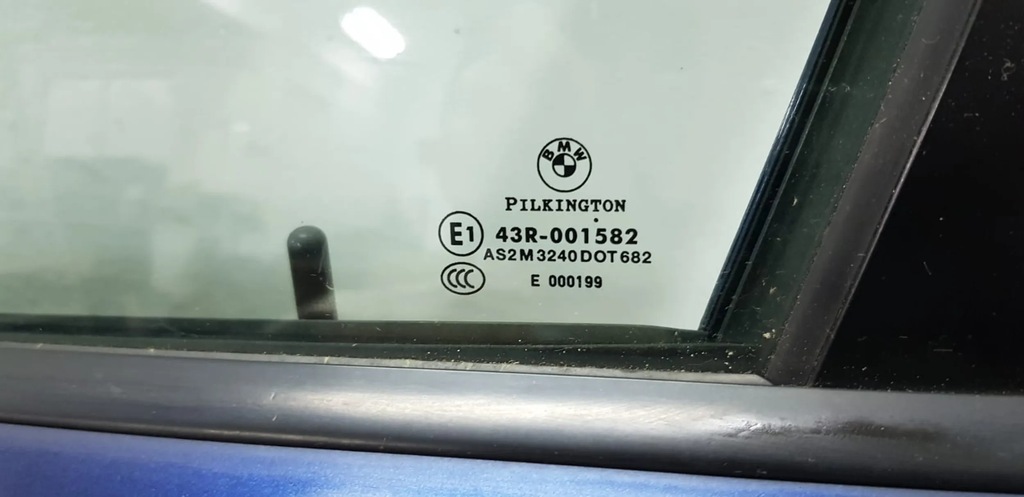 BMW
PILKINGTON
E1 43R-001582
AS2M3240DOT682
CCC E 000199